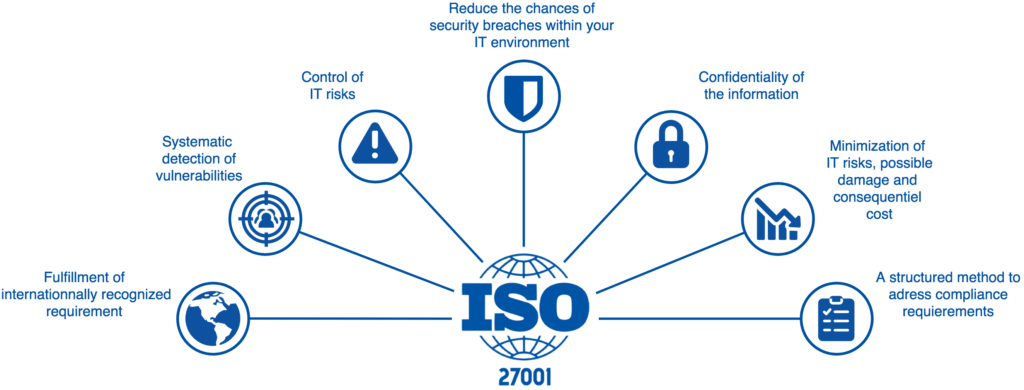 Reduce the chances of
security breaches within your
IT environment
Control of
IT risks
Confidentiality of
the information
Systematic
detection of
vulnerabilities
Minimization of
IT risks, possible
damage and
consequentiel
cost
Fulfillment of
internationnally recognized
requirement
A structured method to
adress compliance
requierements
ISO
27001